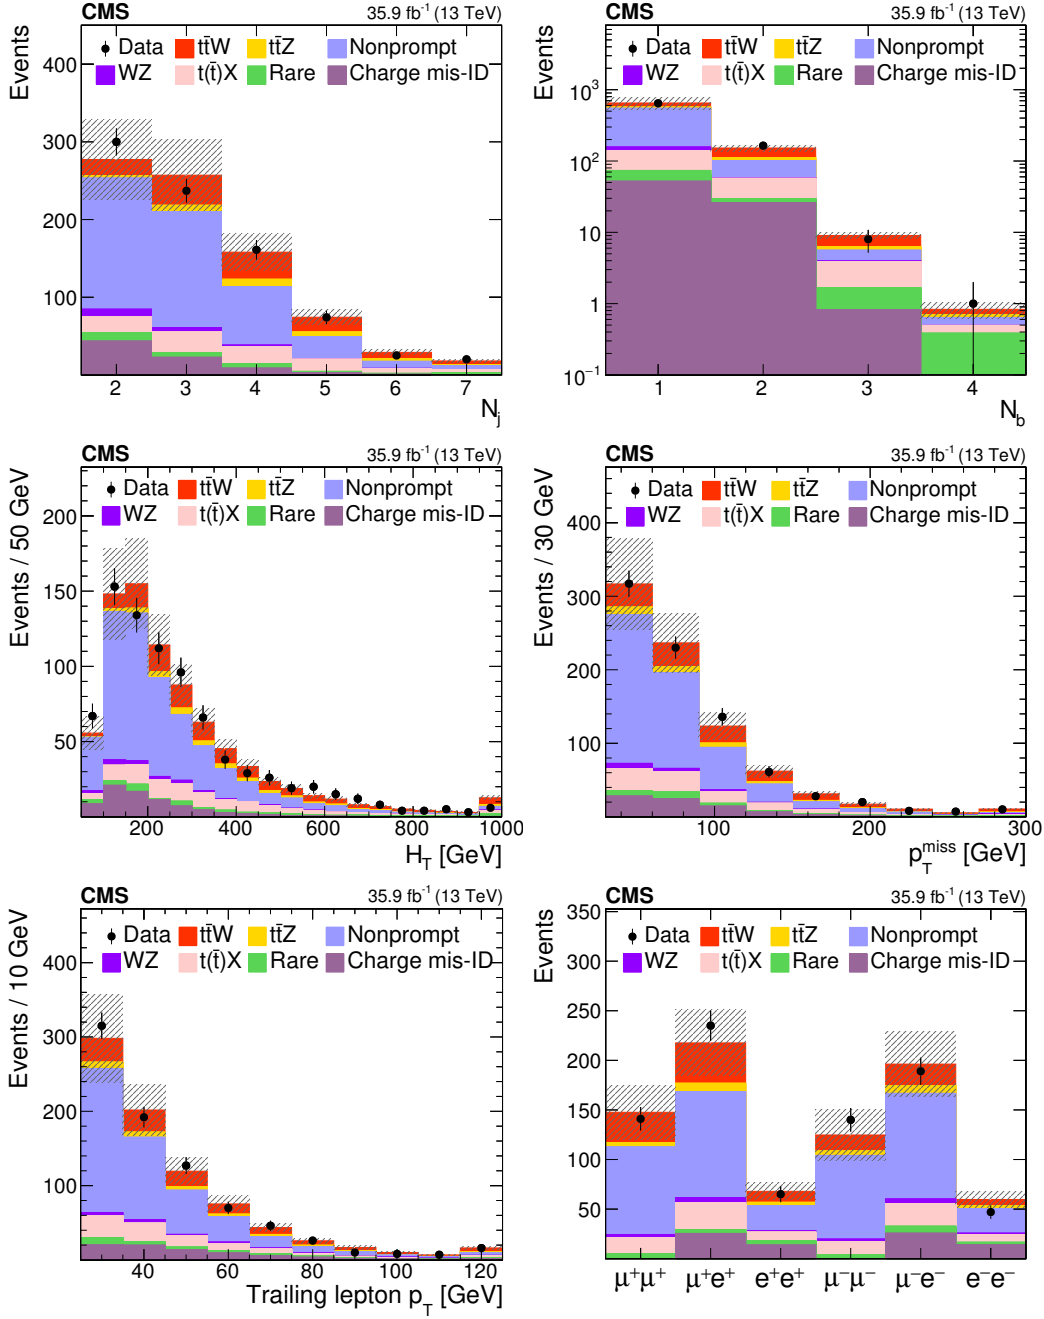 CMS 35.9 fb⁻¹ (13 TeV)
Events
Data tt̄W tt̄Z Nonprompt
WZ t(t̄)X Rare Charge mis-ID
400
300
200
100
2 3 4 5 6 7
N_j
CMS 35.9 fb⁻¹ (13 TeV)
Events
Data tt̄W tt̄Z Nonprompt
WZ t(t̄)X Rare Charge mis-ID
10³
10²
10
1
10⁻¹
1 2 3 4
N_b
CMS 35.9 fb⁻¹ (13 TeV)
Events / 50 GeV
Data tt̄W tt̄Z Nonprompt
WZ t(t̄)X Rare Charge mis-ID
200
150
100
50
200 400 600 800 1000
H_T [GeV]
CMS 35.9 fb⁻¹ (13 TeV)
Events / 30 GeV
Data tt̄W tt̄Z Nonprompt
WZ t(t̄)X Rare Charge mis-ID
400
300
200
100
100 200 300
p_T^miss [GeV]
CMS 35.9 fb⁻¹ (13 TeV)
Events / 10 GeV
Data tt̄W tt̄Z Nonprompt
WZ t(t̄)X Rare Charge mis-ID
400
300
200
100
40 60 80 100 120
Trailing lepton p_T [GeV]
CMS 35.9 fb⁻¹ (13 TeV)
Events
Data tt̄W tt̄Z Nonprompt
WZ t(t̄)X Rare Charge mis-ID
350
300
250
200
150
100
50
μ⁺μ⁺ μ⁺e⁺ e⁺e⁺ μ⁻μ⁻ μ⁻e⁻ e⁻e⁻